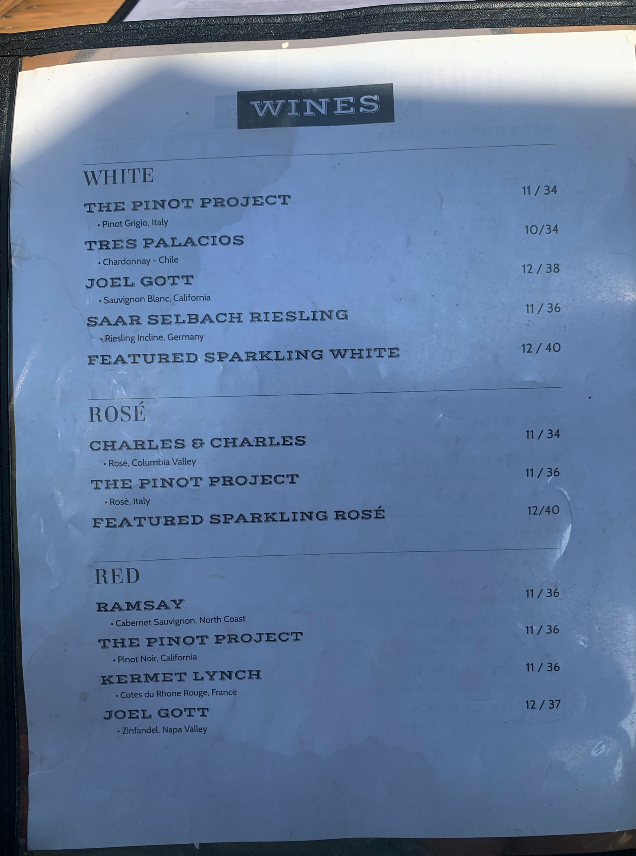 WINES
WHITE
THE PINOT PROJECT 11 / 34
• Pinot Grigio, Italy
TRES PALACIOS 10/34
• Chardonnay - Chile
JOEL GOTT 12 / 38
• Sauvignon Blanc, California
SAAR SELBACH RIESLING 11 / 36
• Riesling Incline, Germany
FEATURED SPARKLING WHITE 12 / 40
ROSÉ
CHARLES & CHARLES 11 / 34
• Rosé, Columbia Valley
THE PINOT PROJECT 11 / 36
• Rosé, Italy
FEATURED SPARKLING ROSÉ 12/40
RED
RAMSAY 11 / 36
• Cabernet Sauvignon, North Coast
THE PINOT PROJECT 11 / 36
• Pinot Noir, California
KERMET LYNCH 11 / 36
• Cotes du Rhone Rouge, France
JOEL GOTT 12 / 37
• Zinfandel, Napa Valley